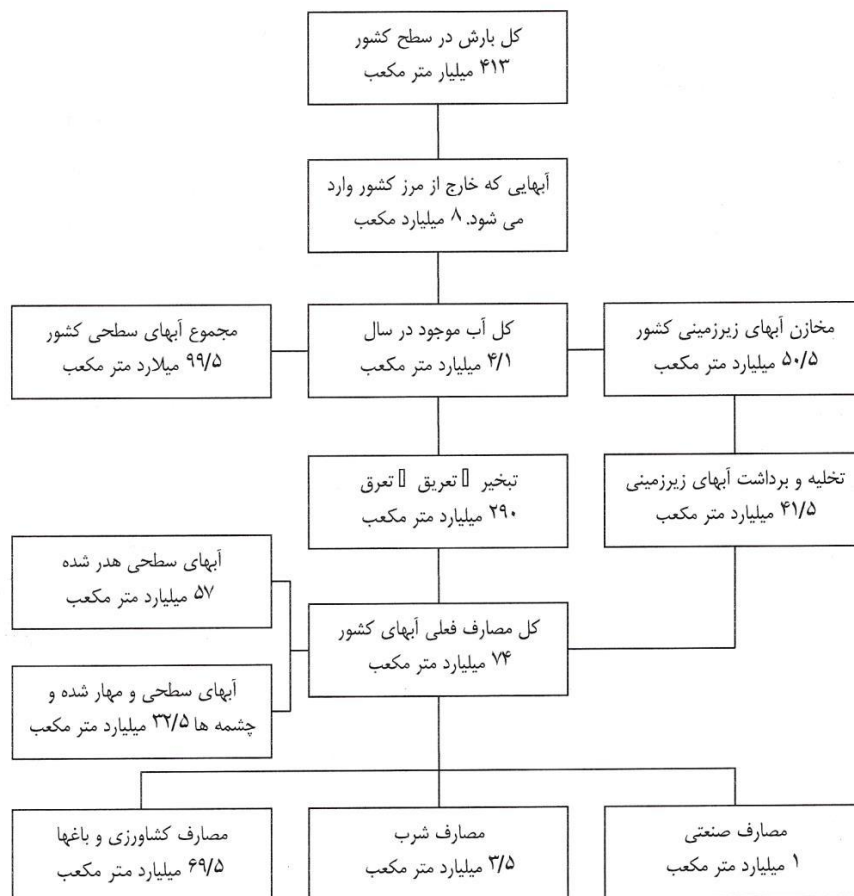 کل بارش در سطح کشور
۴۱۳ میلیار متر مکعب
آبهایی که خارج از مرز کشور وارد
می شود. ۸ میلیارد مکعب
مخازن آبهای زیرزمینی کشور
۵۰/۵ میلیارد متر مکعب
کل آب موجود در سال
۴/۱ میلیارد متر مکعب
مجموع آبهای سطحی کشور
۹۹/۵ میلارد متر مکعب
تخلیه و برداشت آبهای زیرزمینی
۴۱/۵ میلیارد متر مکعب
تبخیر تعریق تعرق
۲۹۰ میلیارد متر مکعب
آبهای سطحی هدر شده
۵۷ میلیارد متر مکعب
کل مصارف فعلی آبهای کشور
۷۴ میلیارد متر مکعب
آبهای سطحی و مهار شده و
چشمه ها ۳۲/۵ میلیارد متر مکعب
مصارف صنعتی
۱ میلیارد متر مکعب
مصارف شرب
۳/۵ میلیارد متر مکعب
مصارف کشاورزی و باغها
۶۹/۵ میلیارد متر مکعب